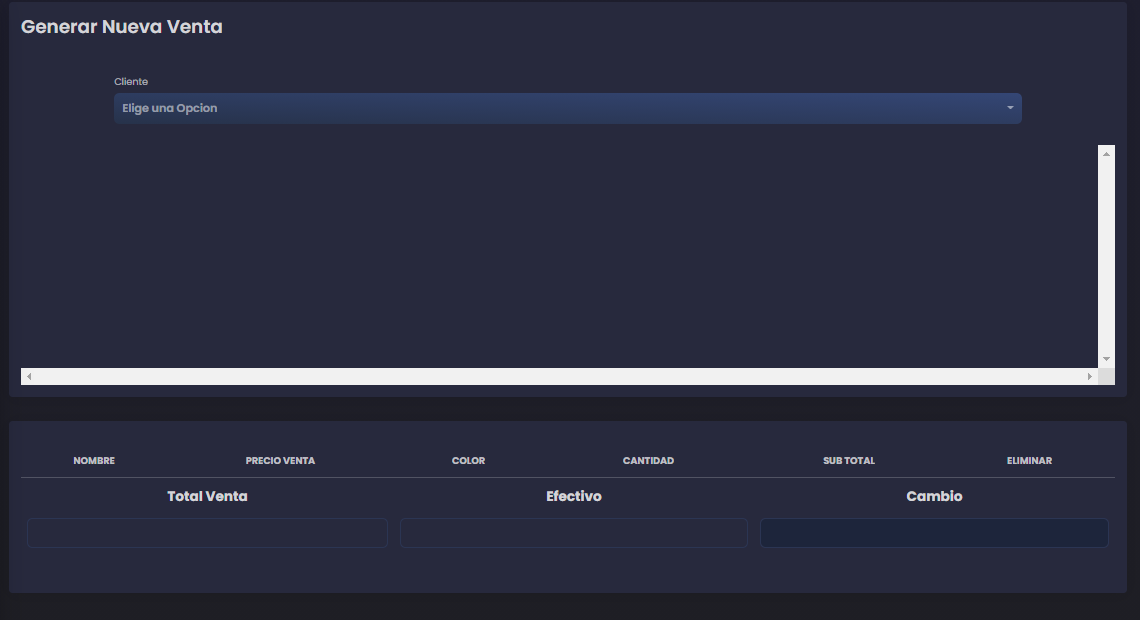 Generar Nueva Venta
Cliente
Elige una Opcion
NOMBRE PRECIO VENTA COLOR CANTIDAD SUB TOTAL ELIMINAR
Total Venta Efectivo Cambio